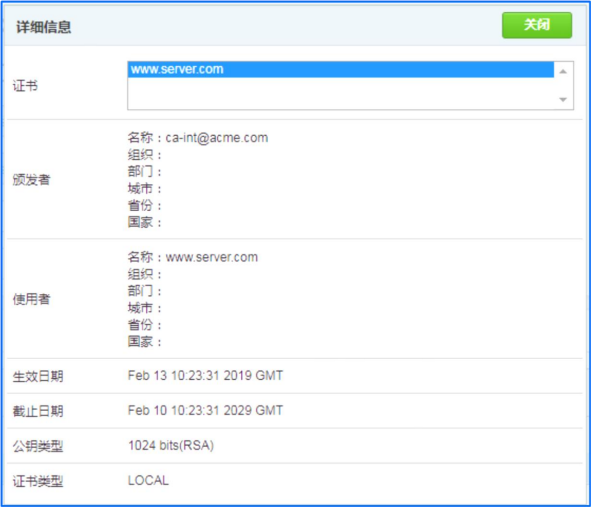 详细信息
关闭
证书
www.server.com
颁发者
名称：ca-int@acme.com
组织：
部门：
城市：
省份：
国家：
使用者
名称：www.server.com
组织：
部门：
城市：
省份：
国家：
生效日期
Feb 13 10:23:31 2019 GMT
截止日期
Feb 10 10:23:31 2029 GMT
公钥类型
1024 bits(RSA)
证书类型
LOCAL